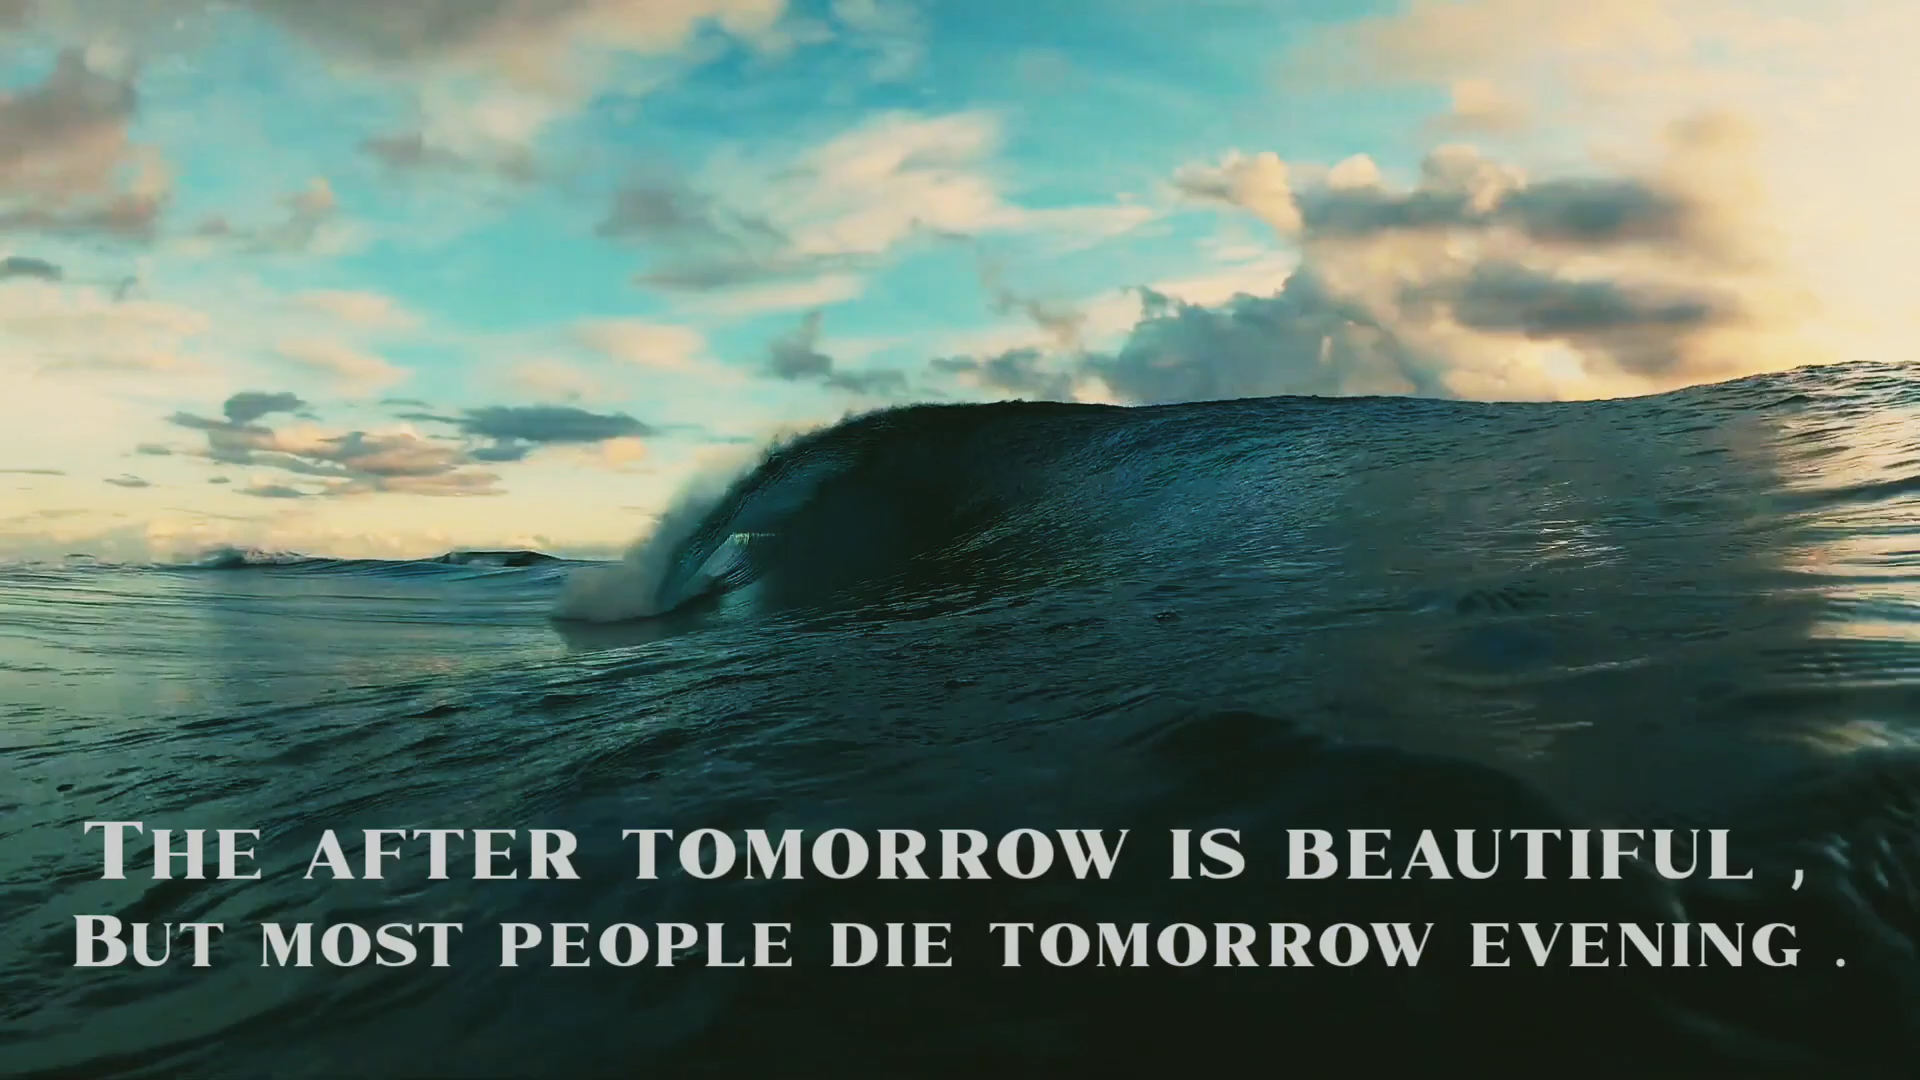 The after tomorrow is beautiful ,
But most people die tomorrow evening .